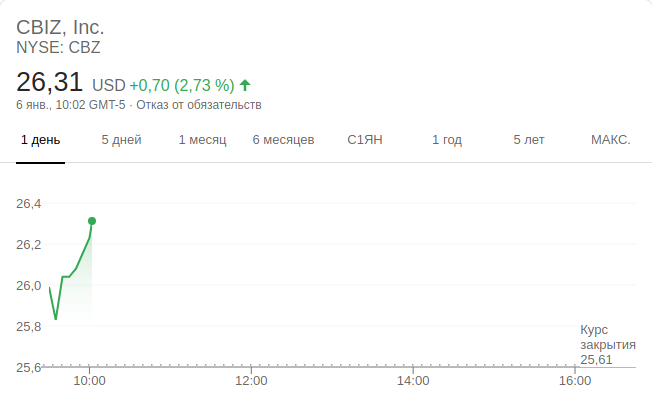 CBIZ, Inc.
NYSE: CBZ
26,31 USD +0,70 (2,73 %)
6 янв., 10:02 GMT-5 · Отказ от обязательств
1 день 5 дней 1 месяц 6 месяцев С1ЯН 1 год 5 лет МАКС.
26,4
26,2
26,0
25,8
25,6
Курс
закрытия
25,61
10:00 12:00 14:00 16:00